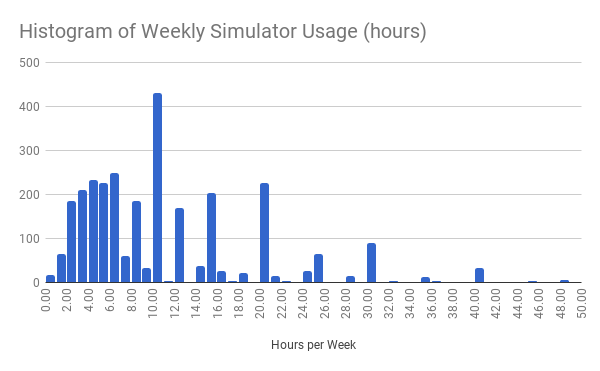 Histogram of Weekly Simulator Usage (hours)
500
400
300
200
100
0
0.00 2.00 4.00 6.00 8.00 10.00 12.00 14.00 16.00 18.00 20.00 22.00 24.00 26.00 28.00 30.00 32.00 34.00 36.00 38.00 40.00 42.00 44.00 46.00 48.00 50.00
Hours per Week